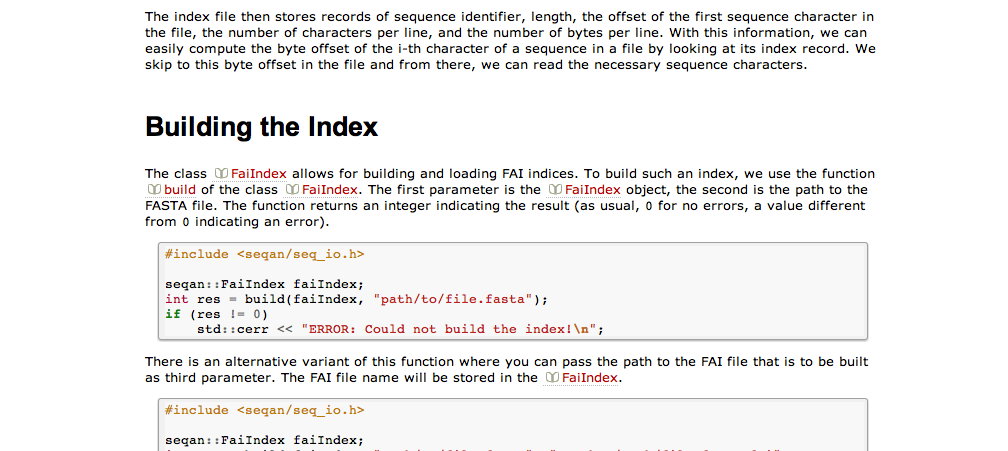 The index file then stores records of sequence identifier, length, the offset of the first sequence character in
the file, the number of characters per line, and the number of bytes per line. With this information, we can
easily compute the byte offset of the i-th character of a sequence in a file by looking at its index record. We
skip to this byte offset in the file and from there, we can read the necessary sequence characters.
Building the Index
The class FaiIndex allows for building and loading FAI indices. To build such an index, we use the function
build of the class FaiIndex. The first parameter is the FaiIndex object, the second is the path to the
FASTA file. The function returns an integer indicating the result (as usual, 0 for no errors, a value different
from 0 indicating an error).
#include <seqan/seq_io.h>
seqan::FaiIndex faiIndex;
int res = build(faiIndex, "path/to/file.fasta");
if (res != 0)
    std::cerr << "ERROR: Could not build the index!\n";
There is an alternative variant of this function where you can pass the path to the FAI file that is to be built
as third parameter. The FAI file name will be stored in the FaiIndex.
#include <seqan/seq_io.h>
seqan::FaiIndex faiIndex;